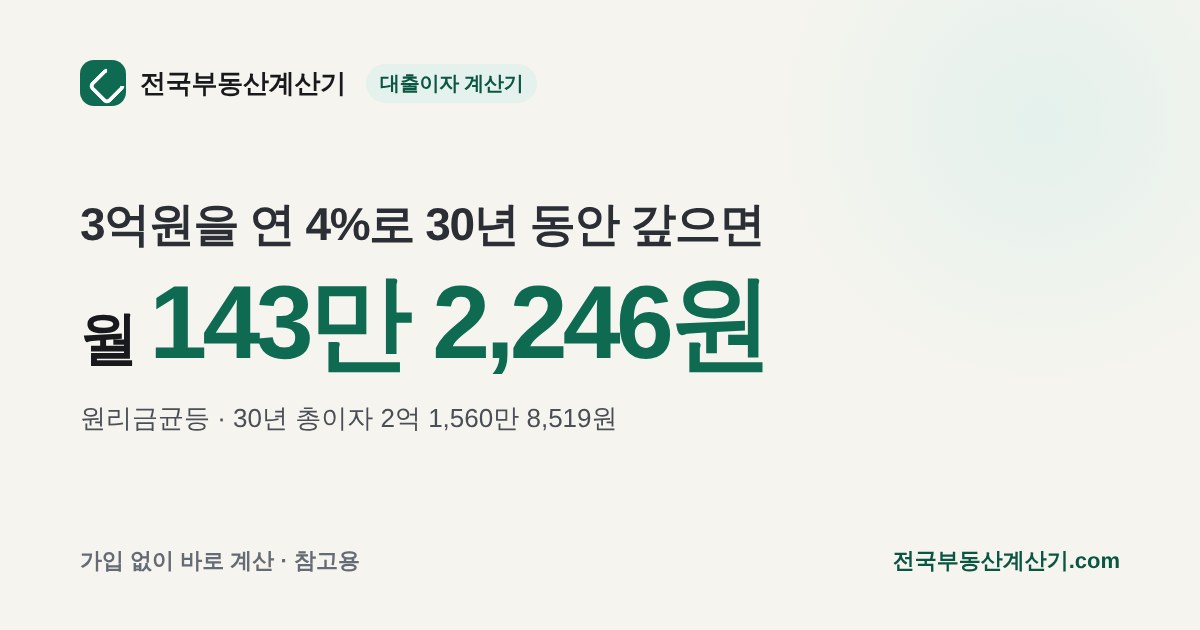 전국부동산계산기 대출이자 계산기
3억원을 연 4%로 30년 동안 갚으면
월 143만 2,246원
원리금균등 · 30년 총이자 2억 1,560만 8,519원
가입 없이 바로 계산 · 참고용
전국부동산계산기.com